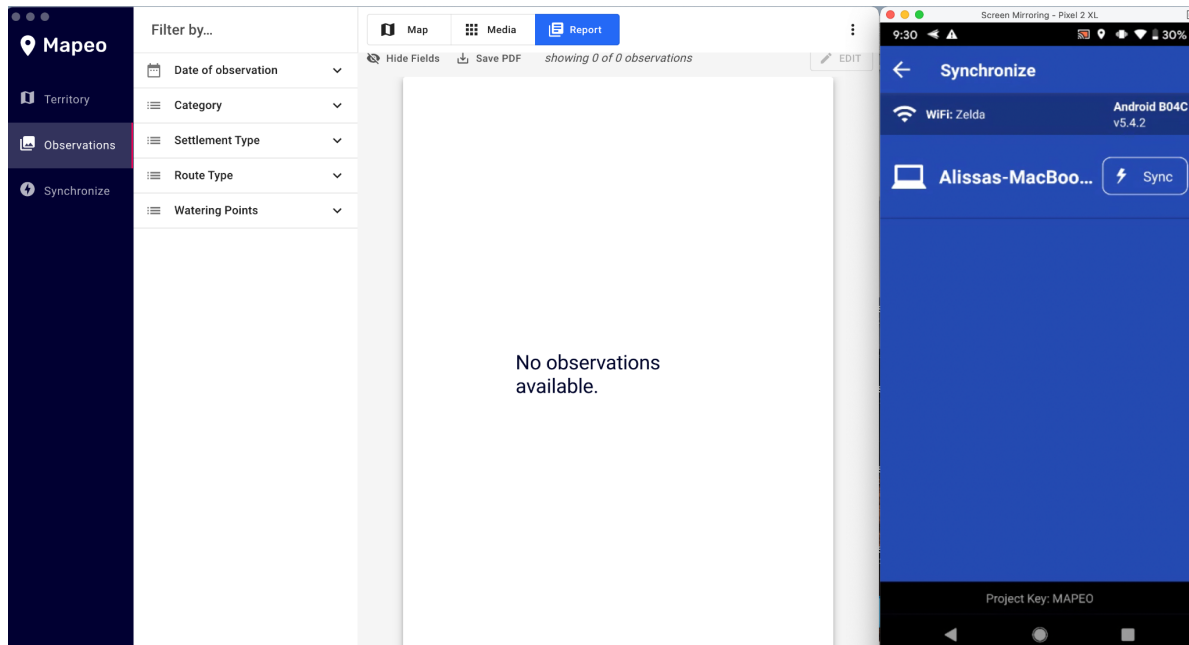 Mapeo
Territory
Observations
Synchronize
Filter by...
Date of observation
Category
Settlement Type
Route Type
Watering Points
Map
Media
Report
Hide Fields
Save PDF
showing 0 of 0 observations
EDIT
No observations
available.
Screen Mirroring - Pixel 2 XL
9:30
30%
Synchronize
WiFi: Zelda
Android B04C
v5.4.2
Alissas-MacBoo...
Sync
Project Key: MAPEO